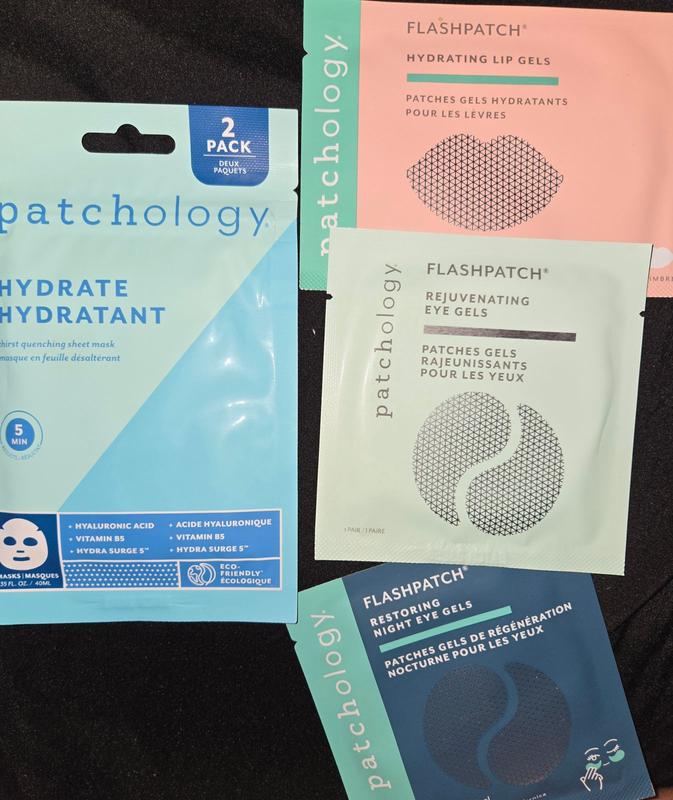 2
PACK
DEUX
PAQUETS
patchology
HYDRATE
HYDRATANT
thirst quenching sheet mask
masque en feuille désaltérant
5
MIN
+ HYALURONIC ACID
+ VITAMIN B5
+ HYDRA SURGE 5™
+ ACIDE HYALURONIQUE
+ VITAMIN B5
+ HYDRA SURGE 5™
MASKS | MASQUES
FL. OZ. / 40ML
ECO-
FRIENDLY
ÉCOLOGIQUE
patchology
FLASHPATCH®
HYDRATING LIP GELS
PATCHES GELS HYDRATANTS
POUR LES LÈVRES
patchology
FLASHPATCH®
REJUVENATING
EYE GELS
PATCHES GELS
RAJEUNISSANTS
POUR LES YEUX
1 PAIR / 1 PAIRE
patchology
FLASHPATCH®
RESTORING
NIGHT EYE GELS
PATCHES GELS DE RÉGÉNÉRATION
NOCTURNE POUR LES YEUX